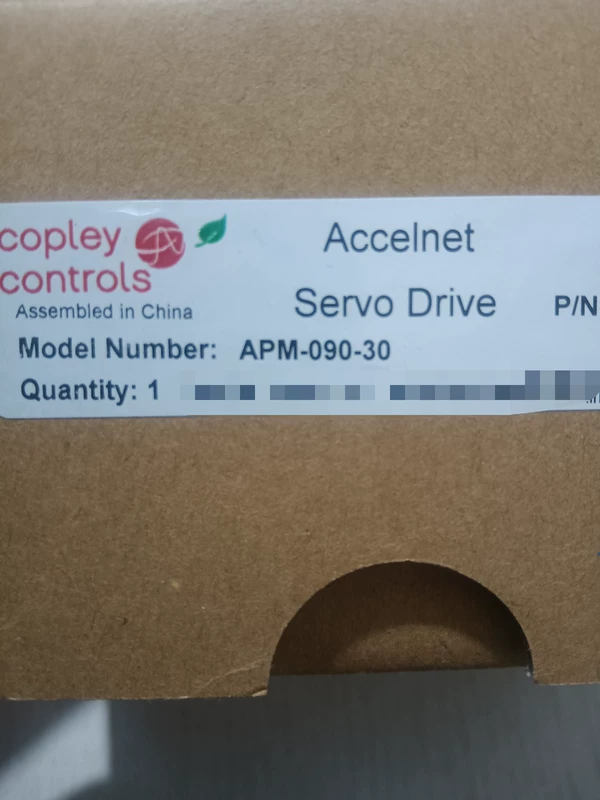 copley
controls
Accelnet
Servo Drive
P/N
Assembled in China
Model Number: APM-090-30
Quantity: 1